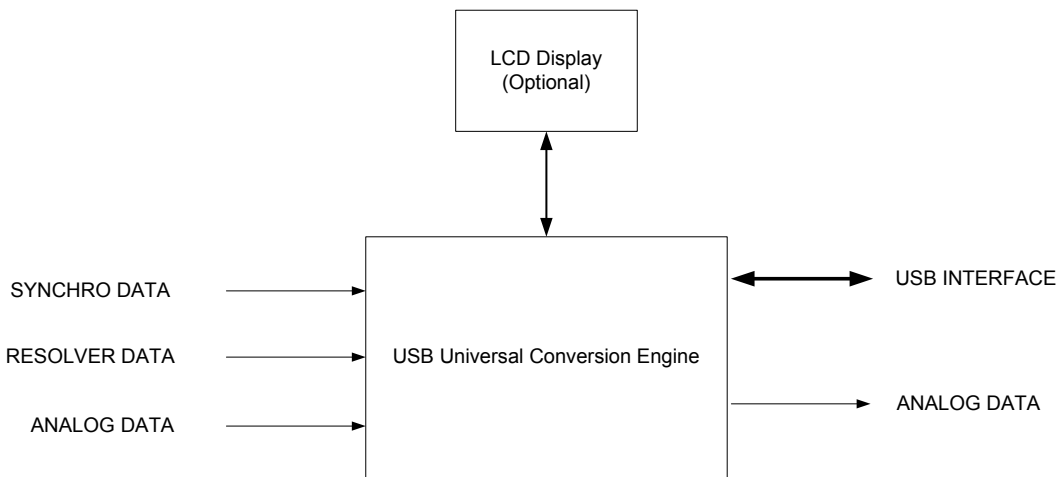 LCD Display
(Optional)
SYNCHRO DATA
RESOLVER DATA
ANALOG DATA
USB Universal Conversion Engine
USB INTERFACE
ANALOG DATA